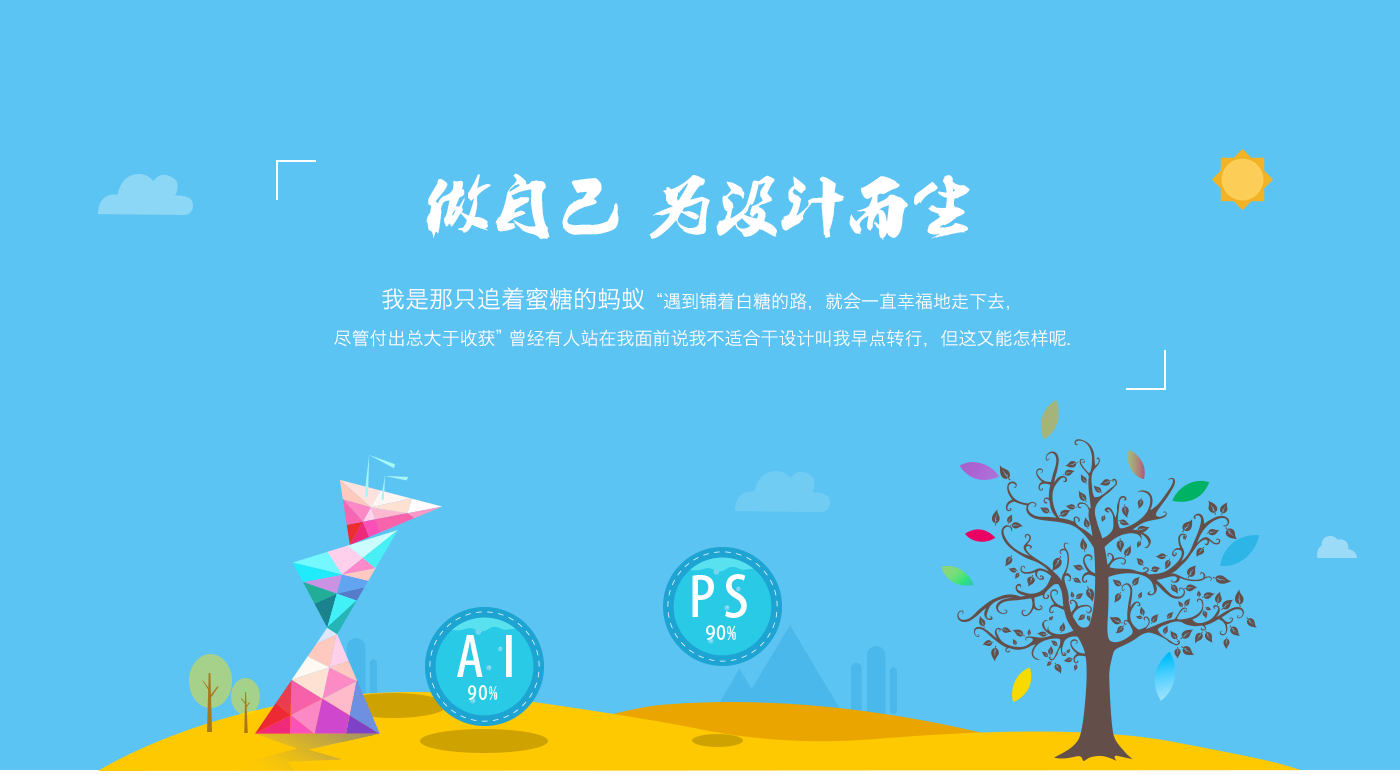 做自己 为设计而生
我是那只追着蜜糖的蚂蚁 “遇到铺着白糖的路，就会一直幸福地走下去，
尽管付出总大于收获” 曾经有人站在我面前说我不适合干设计叫我早点转行，但这又能怎样呢.
PS
90%
AI
90%